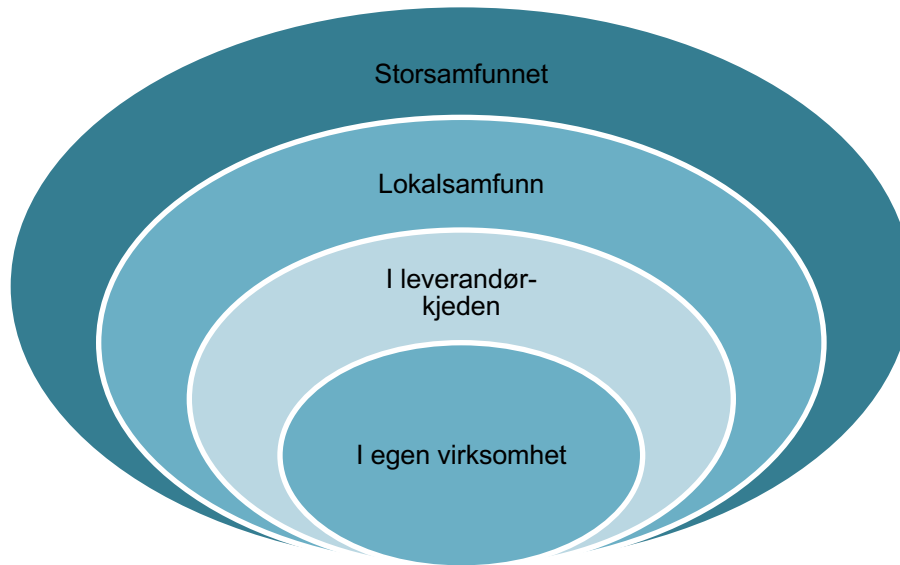 Storsamfunnet
Lokalsamfunn
I leverandør-
kjeden
I egen virksomhet